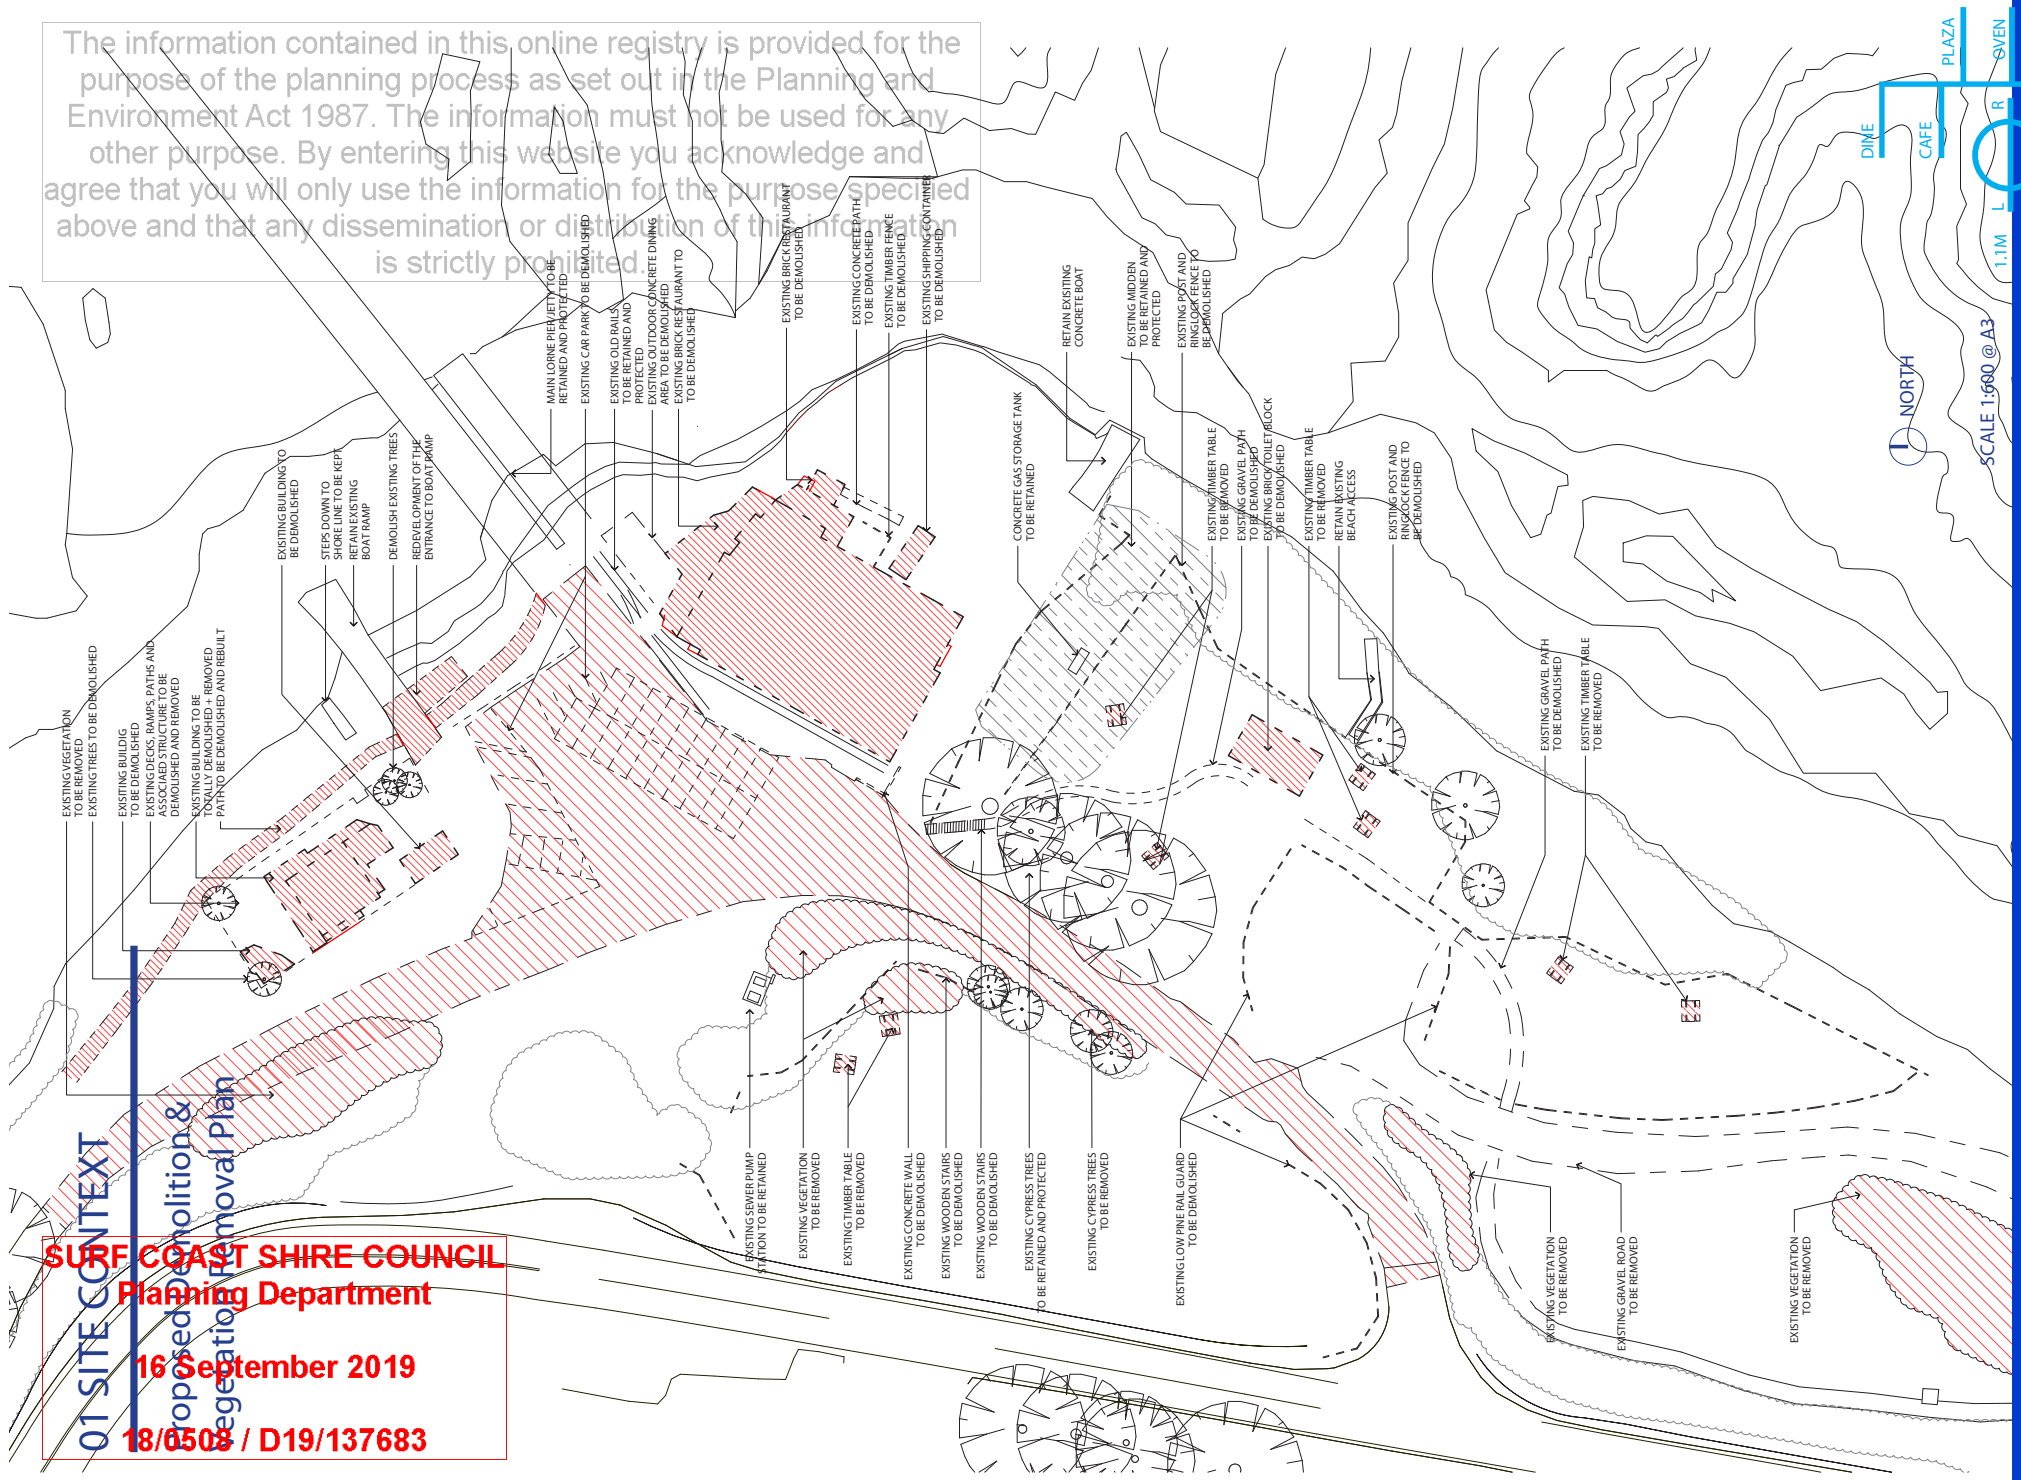 The information contained in this online registry is provided for the
purpose of the planning process as set out in the Planning and
Environment Act 1987. The information must not be used for any
other purpose. By entering this website you acknowledge and
agree that you will only use the information for the purpose specified
above and that any dissemination or distribution of this information
is strictly prohibited.
PLAZA
OVEN
DINE
CAFE
L
R
1.1M
NORTH
SCALE 1:600 @ A3
MAIN LORNE PIER/JETTY TO BE
RETAINED AND PROTECTED
EXISTING CAR PARK TO BE DEMOLISHED
EXISTING OLD RAILS
TO BE RETAINED AND
PROTECTED
EXISTING OUTDOOR CONCRETE DINING
AREA TO BE DEMOLISHED
EXISTING BRICK RESTAURANT TO
TO BE DEMOLISHED
EXISTING BRICK RESTAURANT
TO BE DEMOLISHED
EXISTING CONCRETE PATH
TO BE DEMOLISHED
EXISTING TIMBER FENCE
TO BE DEMOLISHED
EXISTING SHIPPING CONTAINER
TO BE DEMOLISHED
RETAIN EXISITING
CONCRETE BOAT
EXISTING MIDDEN
TO BE RETAINED AND
PROTECTED
EXISTING POST AND
RINGLOCK FENCE TO
BE DEMOLISHED
EXISTING BUILDING TO
BE DEMOLISHED
STEPS DOWN TO
SHORE LINE TO BE KEPT
RETAIN EXISTING
BOAT RAMP
DEMOLISH EXISTING TREES
REDEVELOPMENT OF THE
ENTRANCE TO BOAT RAMP
CONCRETE GAS STORAGE TANK
TO BE RETAINED
EXISTING TIMBER TABLE
TO BE REMOVED
EXISTING GRAVEL PATH
TO BE DEMOLISHED
EXISTING BRICK TOILET BLOCK
TO BE DEMOLISHED
EXISTING TIMBER TABLE
TO BE REMOVED
RETAIN EXISTING
BEACH ACCESS
EXISTING POST AND
RINGLOCK FENCE TO
BE DEMOLISHED
EXISTING VEGETATION
TO BE REMOVED
EXISTING TREES TO BE DEMOLISHED
EXISTING BUILDIG
TO BE DEMOLISHED
EXISTING DECKS, RAMPS, PATHS AND
ASSOCIAED STRUCTURE TO BE
DEMOLISHED AND REMOVED
EXISTING BUILDING TO BE
TOTALLY DEMOLISHED + REMOVED
PATH TO BE DEMOLISHED AND REBUILT
EXISTING GRAVEL PATH
TO BE DEMOLISHED
EXISTING TIMBER TABLE
TO BE REMOVED
EXISTING SEWER PUMP
STATION TO BE RETAINED
EXISTING VEGETATION
TO BE REMOVED
EXISTING TIMBER TABLE
TO BE REMOVED
EXISTING CONCRETE WALL
TO BE DEMOLISHED
EXISTING WOODEN STAIRS
TO BE DEMOLISHED
EXISTING WOODEN STAIRS
TO BE DEMOLISHED
EXISTING CYPRESS TREES
TO BE RETAINED AND PROTECTED
EXISTING CYPRESS TREES
TO BE REMOVED
EXISTING LOW PINE RAIL GUARD
TO BE DEMOLISHED
EXISTING VEGETATION
TO BE REMOVED
EXISTING GRAVEL ROAD
TO BE REMOVED
EXISTING VEGETATION
TO BE REMOVED
01 SITE CONTEXT
Proposed Demolition &
Vegetation Removal Plan
SURF COAST SHIRE COUNCIL
Planning Department
16 September 2019
18/0508 / D19/137683